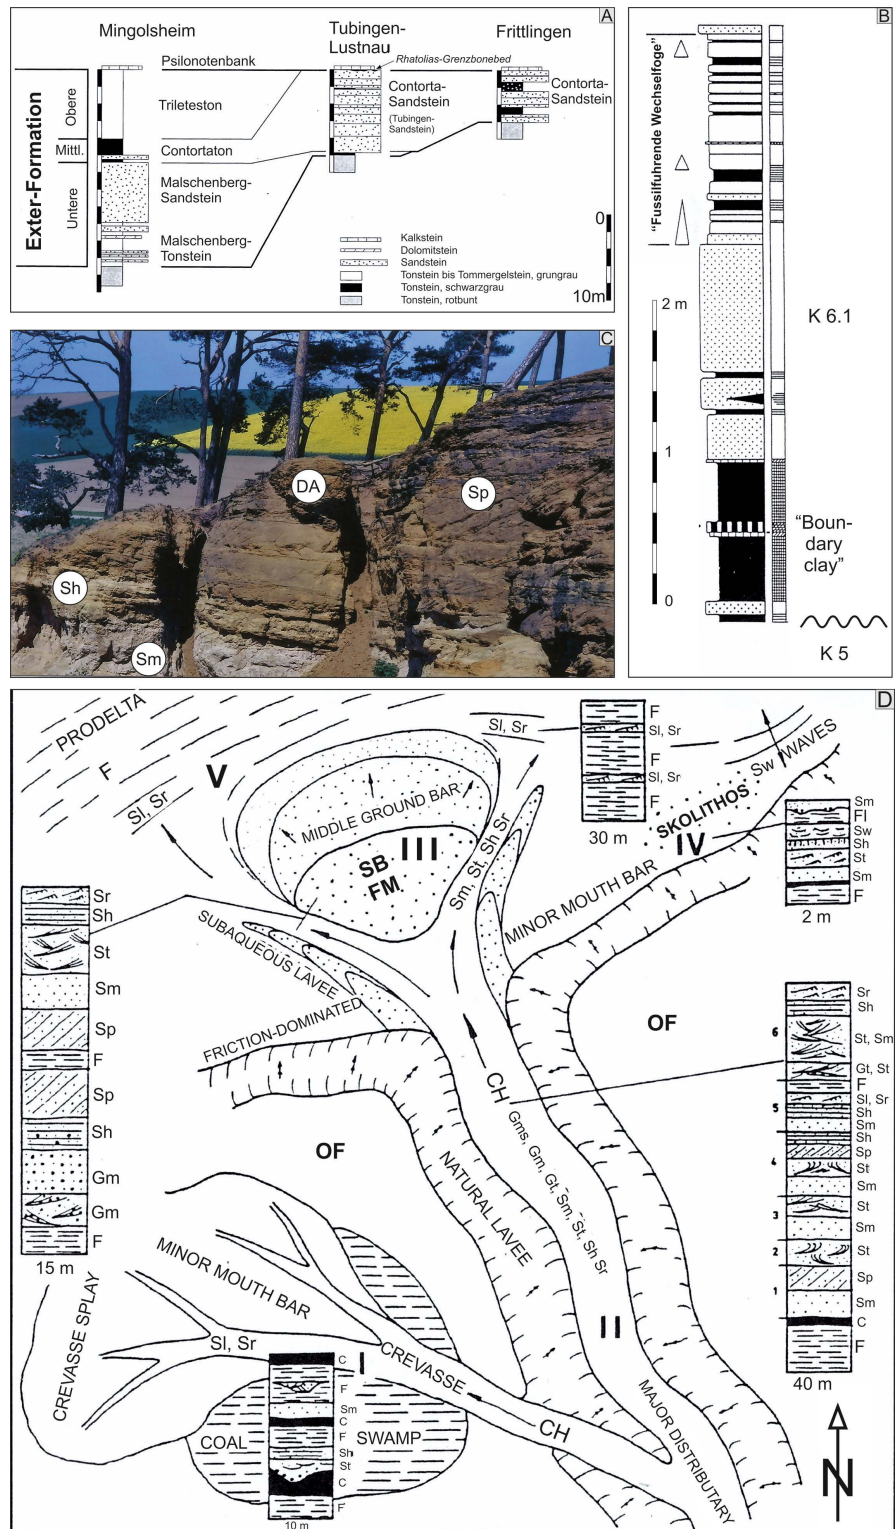 A
Mingolsheim
Tubingen-
Lustnau
Frittlingen
Psilonotenbank
Rhatolias-Grenzbonebed
Exter-Formation
Obere
Mittl.
Untere
Trileteston
Contortaton
Malschenberg-
Sandstein
Malschenberg-
Tonstein
Contorta-
Sandstein
(Tubingen-
Sandstein)
Contorta-
Sandstein
Kalkstein
Dolomitstein
Sandstein
Tonstein bis Tommergelstein, grungrau
Tonstein, schwarzgrau
Tonstein, rotbunt
0
10m
B
"Fussilfuhrende Wechselfoge"
2 m
1
0
K 6.1
"Boun-
dary
clay"
K 5
C
DA
Sp
Sh
Sm
D
PRODELTA
F
V
Sl, Sr
Sl, Sr
MIDDLE GROUND BAR
SB
FM
III
Sm, St, Sh Sr
F
Sl, Sr
F
Sl, Sr
F
30 m
Sw WAVES
SKOLITHOS
IV
MINOR MOUTH BAR
Sm
Fl
Sw
Sh
St
Sm
F
2 m
Sr
Sh
St
Sm
Sp
F
Sp
Sh
Gm
Gm
F
15 m
SUBAQUEOUS LAVEE
FRICTION-DOMINATED
OF
OF
CH
Gms, Gm, Gt, Sm, St, Sh Sr
NATURAL LAVEE
II
MAJOR DISTRIBUTARY
Sr
Sh
6
St, Sm
Gt, St
F
Sl, Sr
5
Sh
Sm
Sh
Sp
4
St
Sm
St
3
Sm
2
St
Sp
1
Sm
C
F
40 m
MINOR MOUTH BAR
CREVASSE SPLAY
Sl, Sr
I
CREVASSE
CH
COAL
SWAMP
C
F
Sm
C
F
Sh
St
C
F
10 m
N